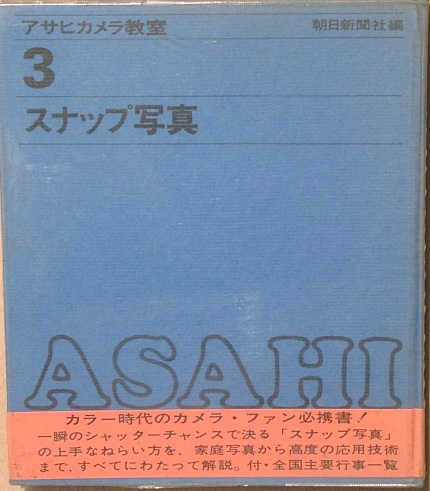 アサヒカメラ教室 朝日新聞社編
3
スナップ写真
ASAHI
カラー時代のカメラ・ファン必携書!
一瞬のシャッターチャンスで決る「スナップ写真」
の上手なねらい方を、家庭写真から高度の応用技術
まで、すべてにわたって解説。付・全国主要行事一覧